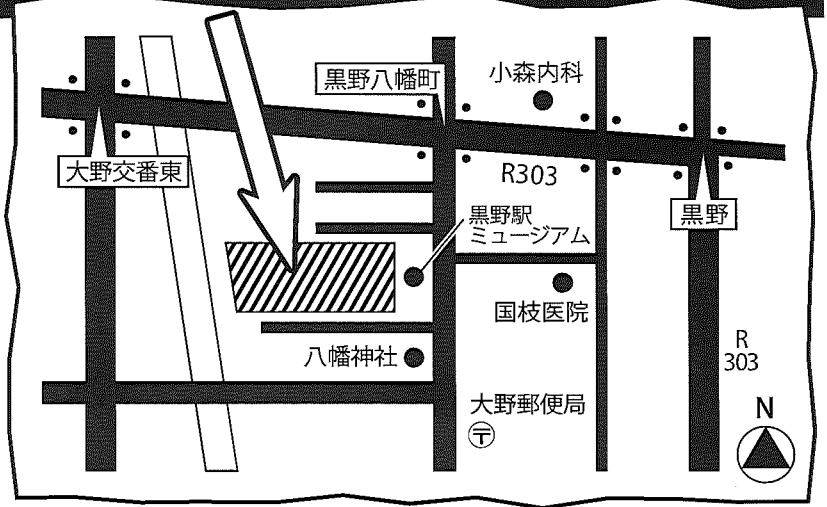 小森内科
黒野八幡町
大野交番東
R303
黒野
黒野駅
ミュージアム
国枝医院
八幡神社
R
303
大野郵便局
〒
N